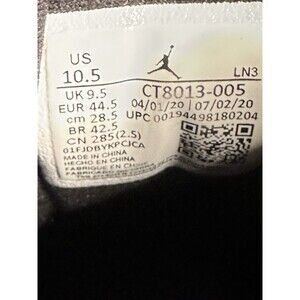 US
10.5
LN3
UK 9.5
EUR 44.5
cm 28.5
BR 42.5
CN 285(2.5)
CT8013-005
04/01/20 | 07/02/20
UPC 00194498180204
01FJDBYKPCJCA
MADE IN CHINA
HECHO EN CHINA
FABRIQUÉ EN CHINE